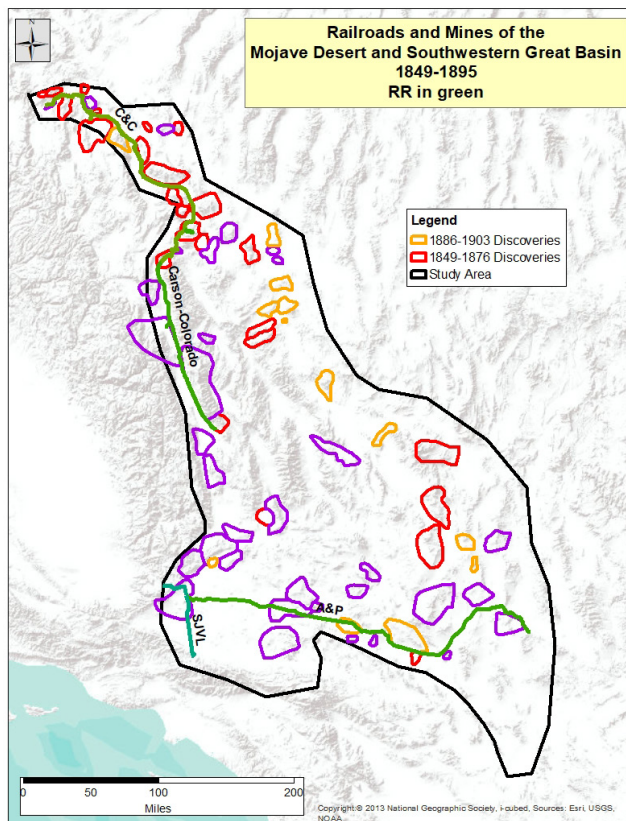 N
Railroads and Mines of the
Mojave Desert and Southwestern Great Basin
1849-1895
RR in green
C&C
Legend
1886-1903 Discoveries
1849-1876 Discoveries
Study Area
Carson-Colorado
A&P
SJVL
0 50 100 200
Miles
Copyright:© 2013 National Geographic Society, i-cubed, Sources: Esri, USGS,
NOAA